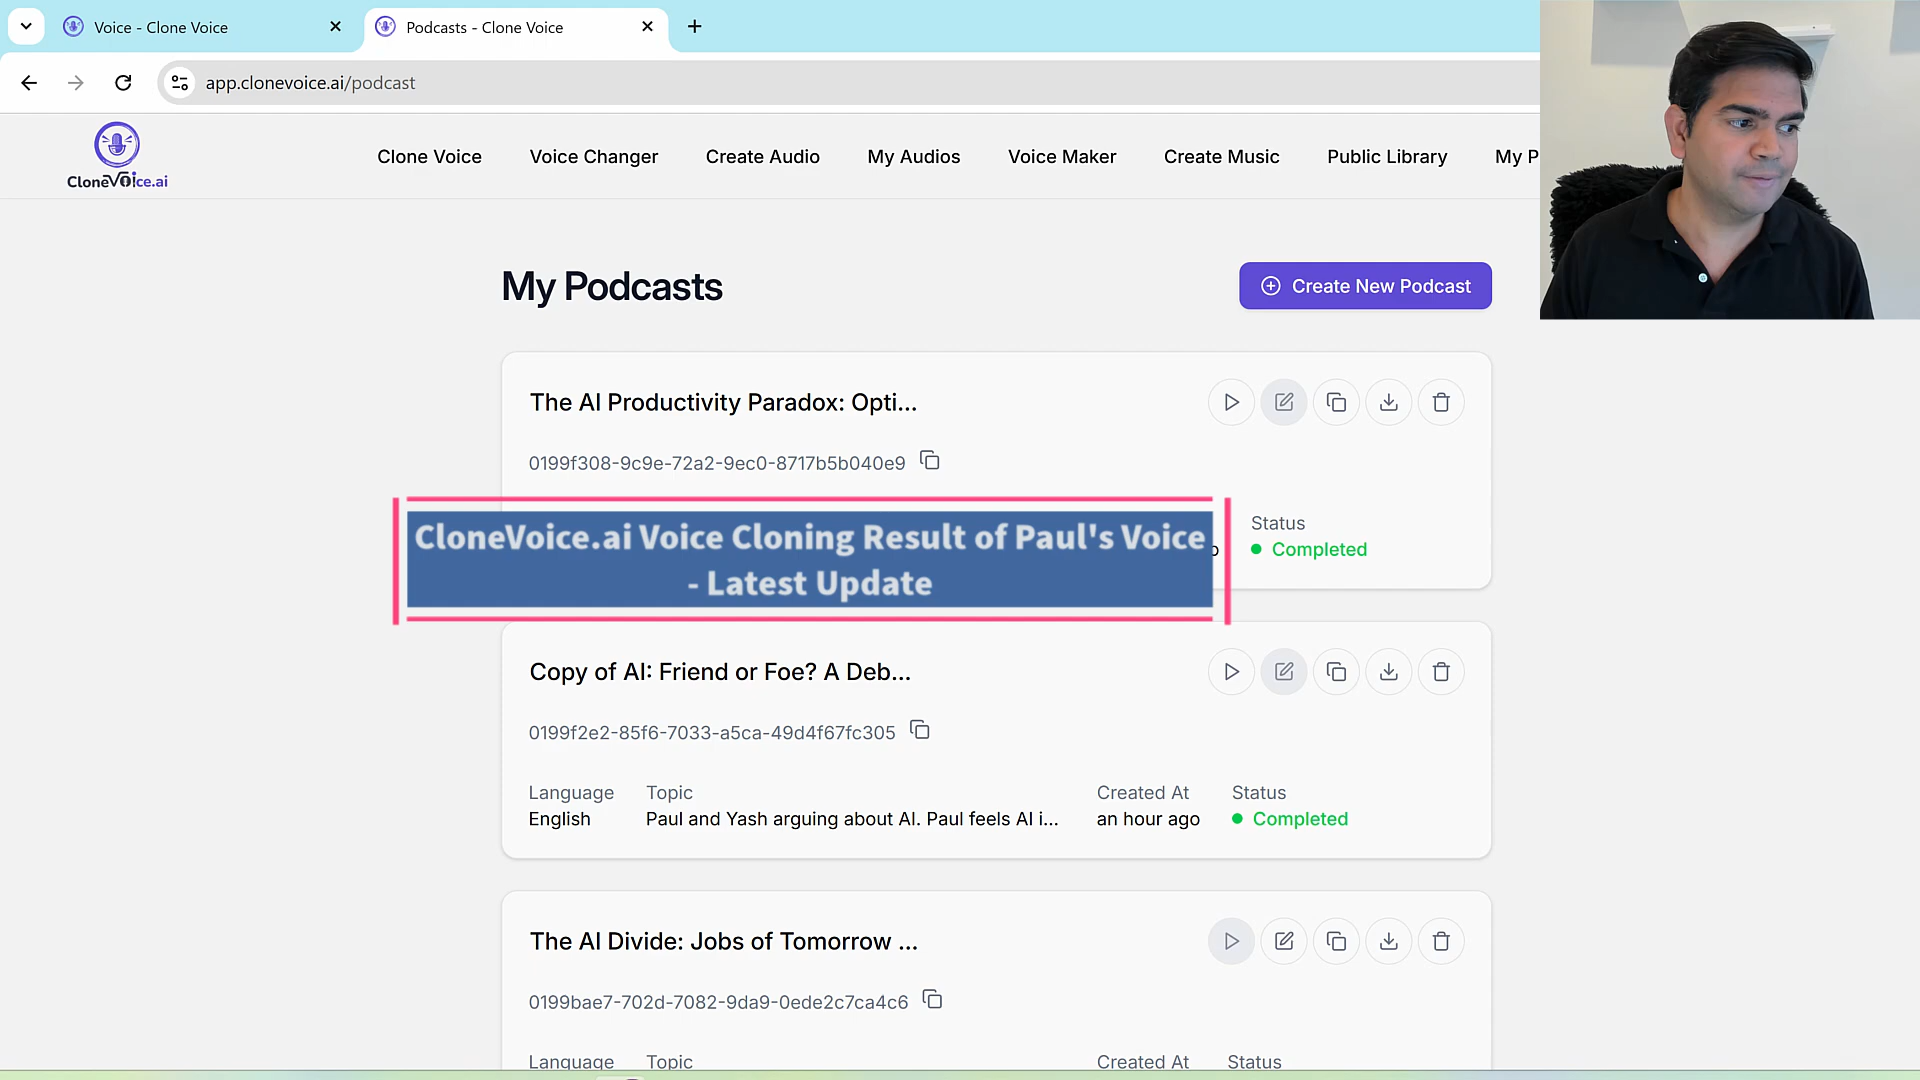 Voice - Clone Voice
Podcasts - Clone Voice
app.clonevoice.ai/podcast
CloneVoice.ai
Clone Voice
Voice Changer
Create Audio
My Audios
Voice Maker
Create Music
Public Library
My P
My Podcasts
Create New Podcast
The AI Productivity Paradox: Opti...
0199f308-9c9e-72a2-9ec0-8717b5b040e9
CloneVoice.ai Voice Cloning Result of Paul's Voice
- Latest Update
o
Status
Completed
Copy of AI: Friend or Foe? A Deb...
0199f2e2-85f6-7033-a5ca-49d4f67fc305
Language Topic Created At Status
English Paul and Yash arguing about AI. Paul feels AI i... an hour ago Completed
The AI Divide: Jobs of Tomorrow ...
0199bae7-702d-7082-9da9-0ede2c7ca4c6
Language Topic Created At Status